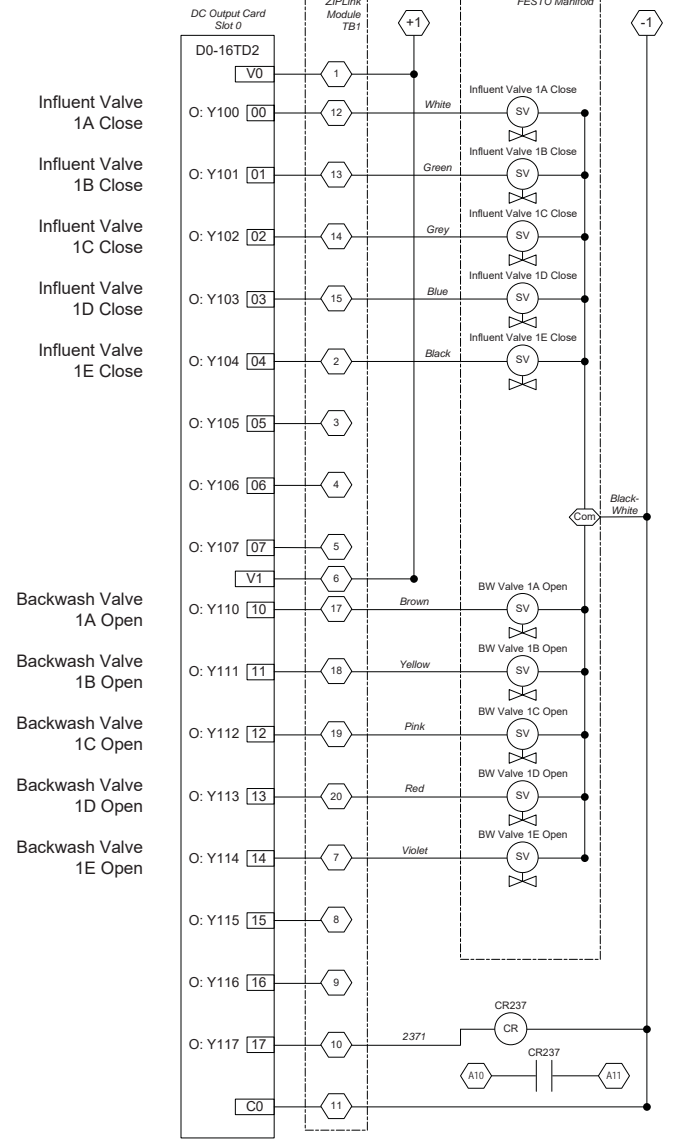 DC Output Card
Slot 0
ZIPLink
Module
TB1
+1
FESTO Manifold
-1
D0-16TD2
V0
1
Influent Valve
1A Close
O: Y100
00
12
White
Influent Valve 1A Close
SV
Influent Valve
1B Close
O: Y101
01
13
Green
Influent Valve 1B Close
SV
Influent Valve
1C Close
O: Y102
02
14
Grey
Influent Valve 1C Close
SV
Influent Valve
1D Close
O: Y103
03
15
Blue
Influent Valve 1D Close
SV
Influent Valve
1E Close
O: Y104
04
2
Black
Influent Valve 1E Close
SV
O: Y105
05
3
O: Y106
06
4
Com
Black-
White
O: Y107
07
5
V1
6
Backwash Valve
1A Open
O: Y110
10
17
Brown
BW Valve 1A Open
SV
Backwash Valve
1B Open
O: Y111
11
18
Yellow
BW Valve 1B Open
SV
Backwash Valve
1C Open
O: Y112
12
19
Pink
BW Valve 1C Open
SV
Backwash Valve
1D Open
O: Y113
13
20
Red
BW Valve 1D Open
SV
Backwash Valve
1E Open
O: Y114
14
7
Violet
BW Valve 1E Open
SV
O: Y115
15
8
O: Y116
16
9
O: Y117
17
10
2371
CR237
CR
CR237
A10
A11
C0
11